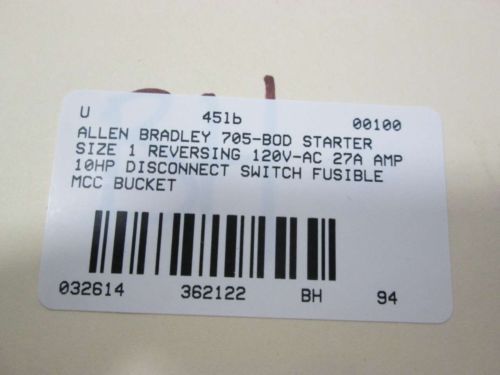 U 451b 00100
ALLEN BRADLEY 705-BOD STARTER
SIZE 1 REVERSING 120V-AC 27A AMP
10HP DISCONNECT SWITCH FUSIBLE
MCC BUCKET
032614 362122 BH 94